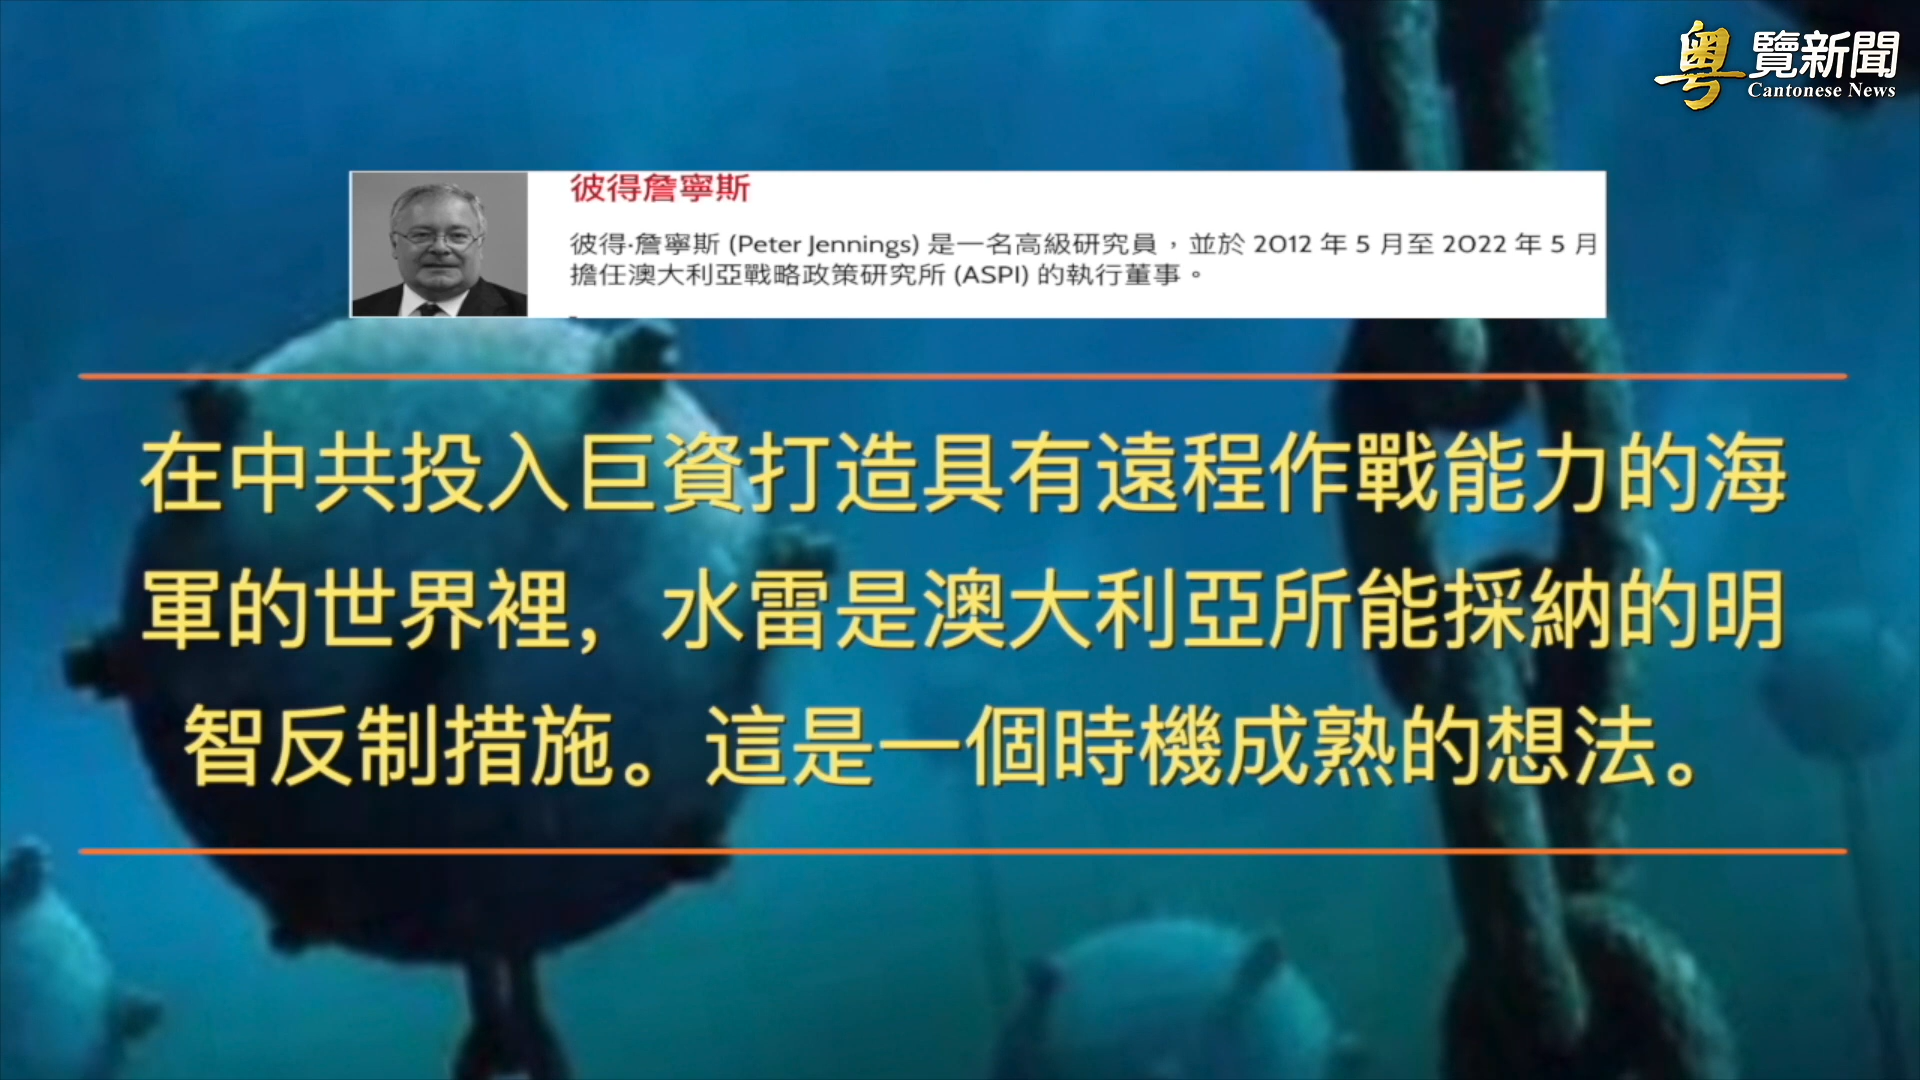 粵覽新聞
Cantonese News
彼得詹寧斯
彼得·詹寧斯 (Peter Jennings) 是一名高級研究員，並於 2012 年 5 月至 2022 年 5 月
擔任澳大利亞戰略政策研究所 (ASPI) 的執行董事。
在中共投入巨資打造具有遠程作戰能力的海
軍的世界裡，水雷是澳大利亞所能採納的明
智反制措施。這是一個時機成熟的想法。